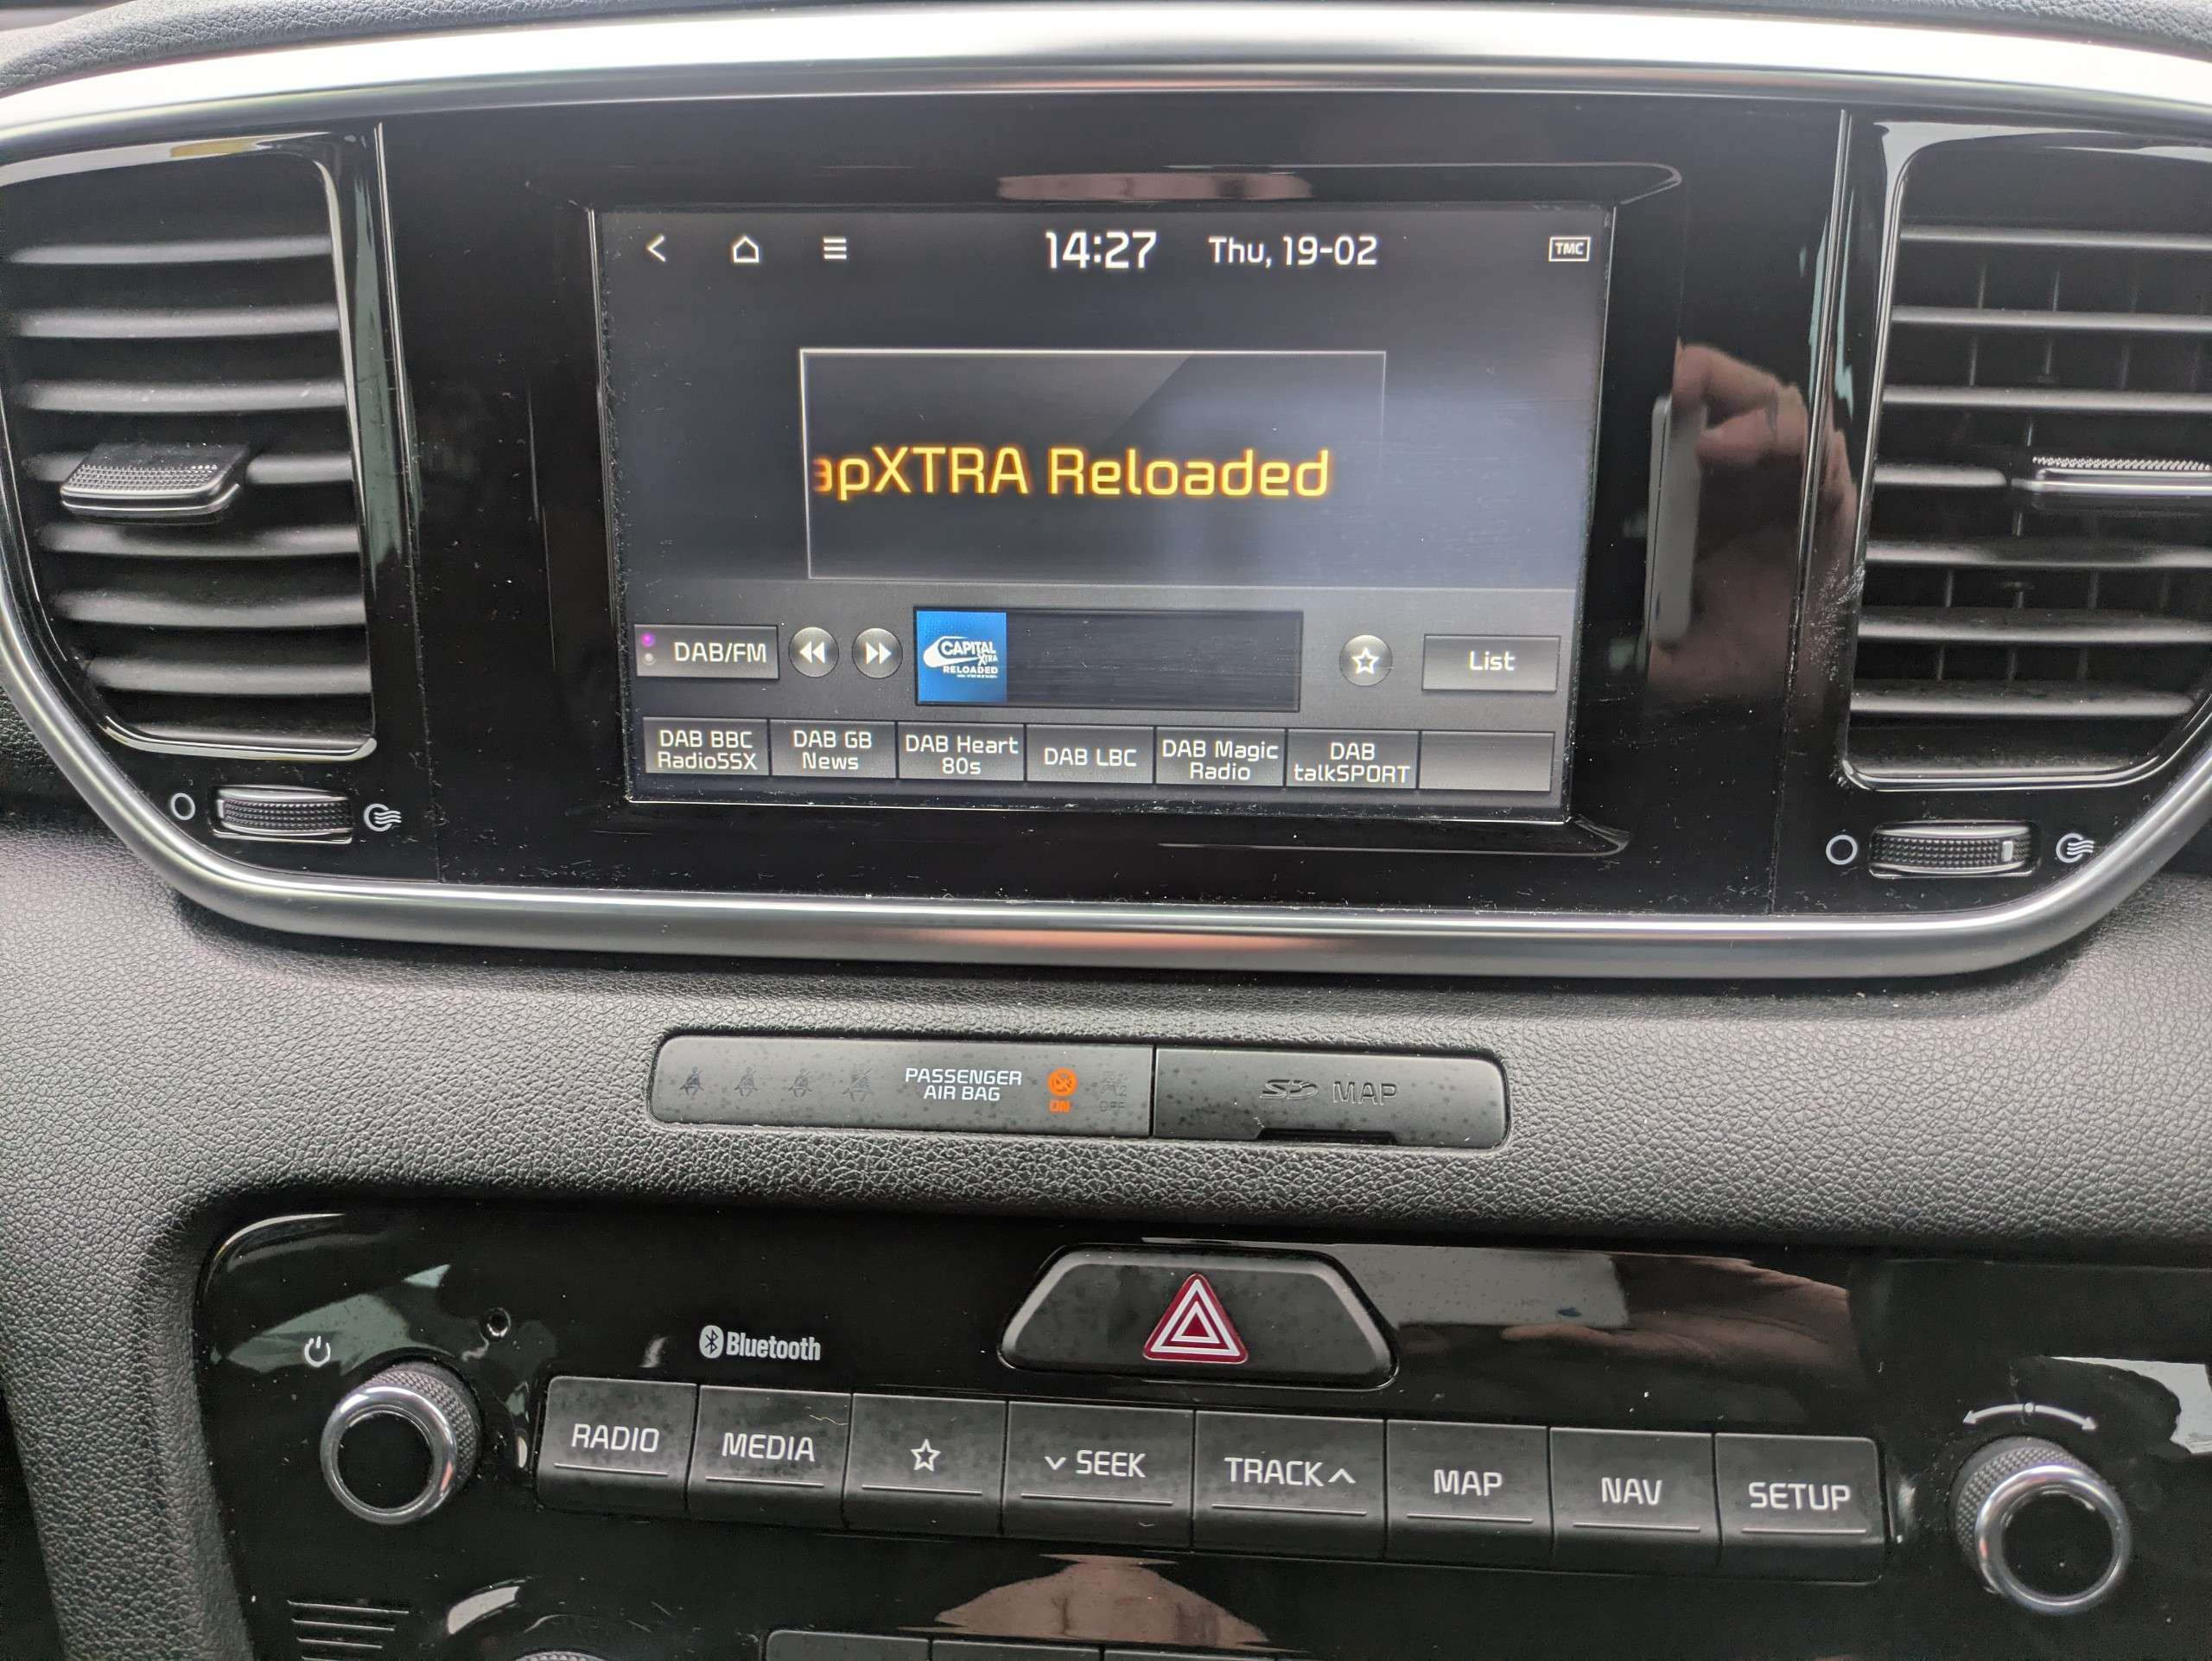 14:27 Thu, 19-02 TMC
apXTRA Reloaded
DAB/FM
CAPITAL
XTRA
RELOADED
List
DAB BBC
Radio5SX
DAB GB
News
DAB Heart
80s
DAB LBC
DAB Magic
Radio
DAB
talkSPORT
PASSENGER
AIR BAG
ON
OFF
SD MAP
Bluetooth
RADIO
MEDIA
SEEK
TRACK
MAP
NAV
SETUP